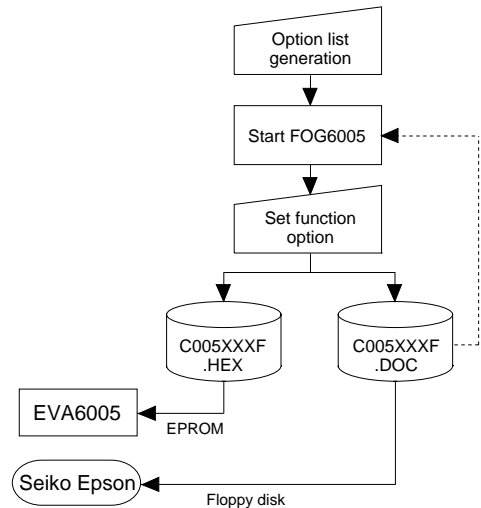 Option list
generation
Start FOG6005
Set function
option
C005XXXF
.HEX
C005XXXF
.DOC
EVA6005
EPROM
Seiko Epson
Floppy disk